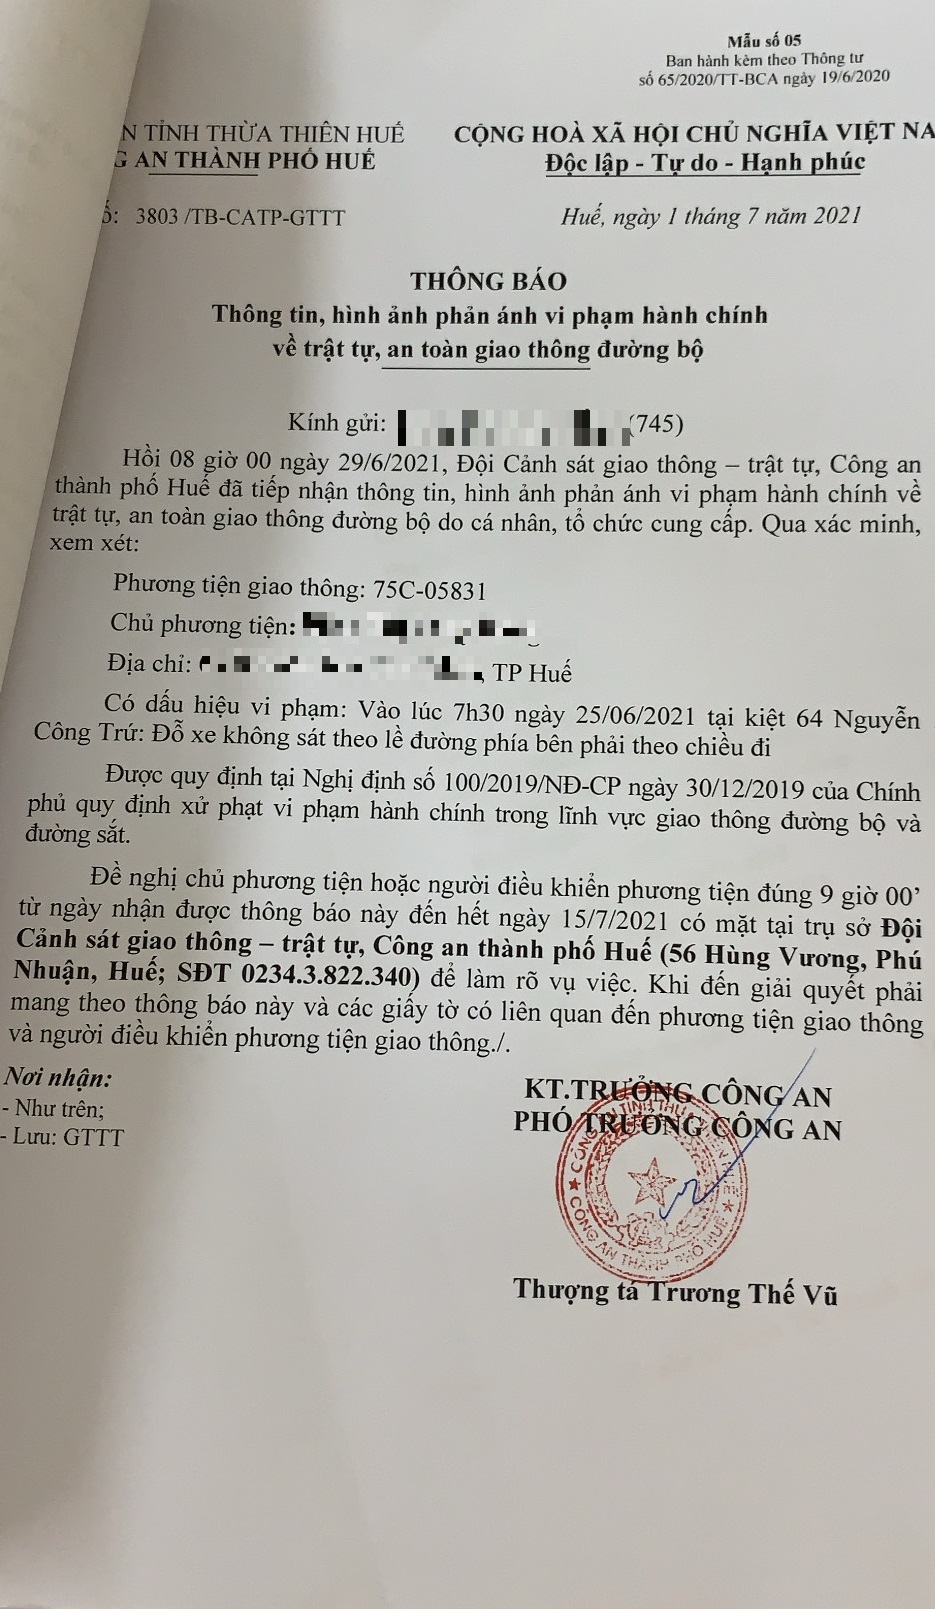 Mẫu số 05
Ban hành kèm theo Thông tư
số 65/2020/TT-BCA ngày 19/6/2020
N TỈNH THỪA THIÊN HUẾ
G AN THÀNH PHỐ HUẾ
CỘNG HOÀ XÃ HỘI CHỦ NGHĨA VIỆT NA
Độc lập - Tự do - Hạnh phúc
ố: 3803 /TB-CATP-GTTT
Huế, ngày 1 tháng 7 năm 2021
THÔNG BÁO
Thông tin, hình ảnh phản ánh vi phạm hành chính
về trật tự, an toàn giao thông đường bộ
Kính gửi: (745)
Hồi 08 giờ 00 ngày 29/6/2021, Đội Cảnh sát giao thông – trật tự, Công an
thành phố Huế đã tiếp nhận thông tin, hình ảnh phản ánh vi phạm hành chính về
trật tự, an toàn giao thông đường bộ do cá nhân, tổ chức cung cấp. Qua xác minh,
xem xét:
Phương tiện giao thông: 75C-05831
Chủ phương tiện:
Địa chỉ: , TP Huế
Có dấu hiệu vi phạm: Vào lúc 7h30 ngày 25/06/2021 tại kiệt 64 Nguyễn
Công Trứ: Đỗ xe không sát theo lề đường phía bên phải theo chiều đi
Được quy định tại Nghị định số 100/2019/NĐ-CP ngày 30/12/2019 của Chính
phủ quy định xử phạt vi phạm hành chính trong lĩnh vực giao thông đường bộ và
đường sắt.
Đề nghị chủ phương tiện hoặc người điều khiển phương tiện đúng 9 giờ 00’
từ ngày nhận được thông báo này đến hết ngày 15/7/2021 có mặt tại trụ sở Đội
Cảnh sát giao thông – trật tự, Công an thành phố Huế (56 Hùng Vương, Phú
Nhuận, Huế; SĐT 0234.3.822.340) để làm rõ vụ việc. Khi đến giải quyết phải
mang theo thông báo này và các giấy tờ có liên quan đến phương tiện giao thông
và người điều khiển phương tiện giao thông./.
Nơi nhận:
- Như trên;
- Lưu: GTTT
KT.TRƯỞNG CÔNG AN
PHÓ TRƯỞNG CÔNG AN
CÔNG AN THÀNH PHỐ HUẾ
Thượng tá Trương Thế Vũ